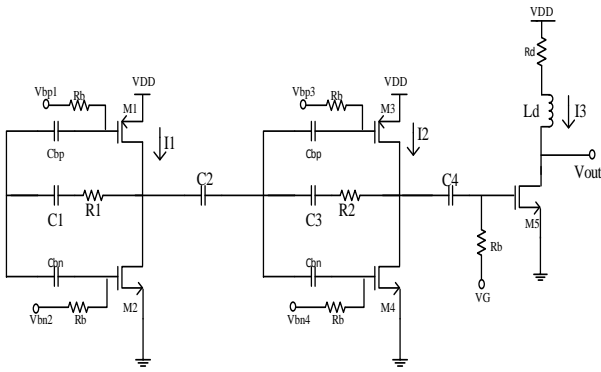 VDD
Rd
Ld
I3
Vout
M5
Rb
VG
Vbp1
Rb
VDD
M1
I1
Cbp
C1
R1
C2
Cbn
M2
Vbn2
Rb
Vbp3
Rb
VDD
M3
I2
Cbp
C3
R2
C4
Cbn
M4
Vbn4
Rb